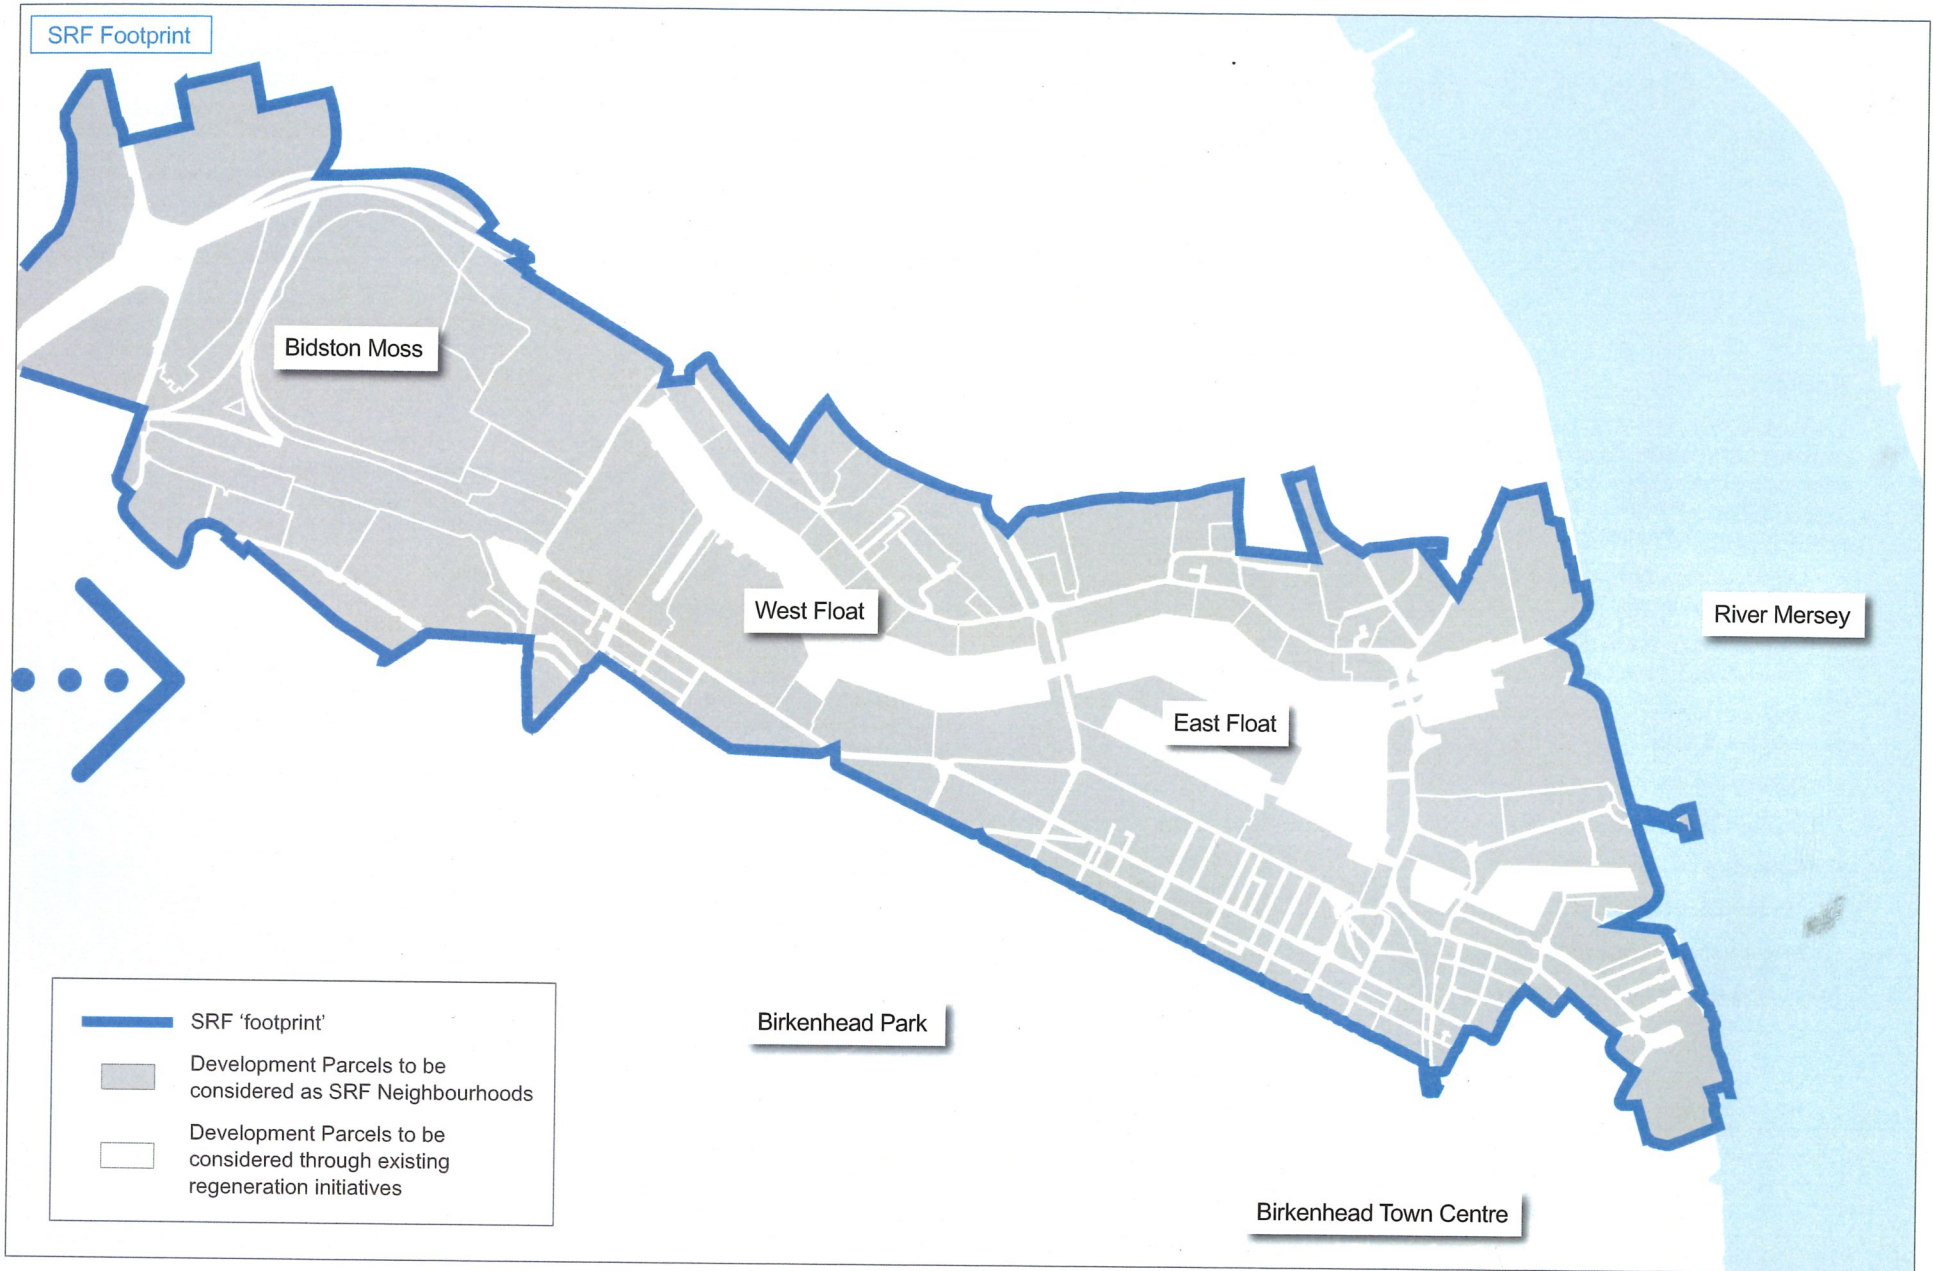 SRF Footprint
Bidston Moss
West Float
East Float
River Mersey
Birkenhead Park
Birkenhead Town Centre
SRF ‘footprint’
Development Parcels to be
considered as SRF Neighbourhoods
Development Parcels to be
considered through existing
regeneration initiatives